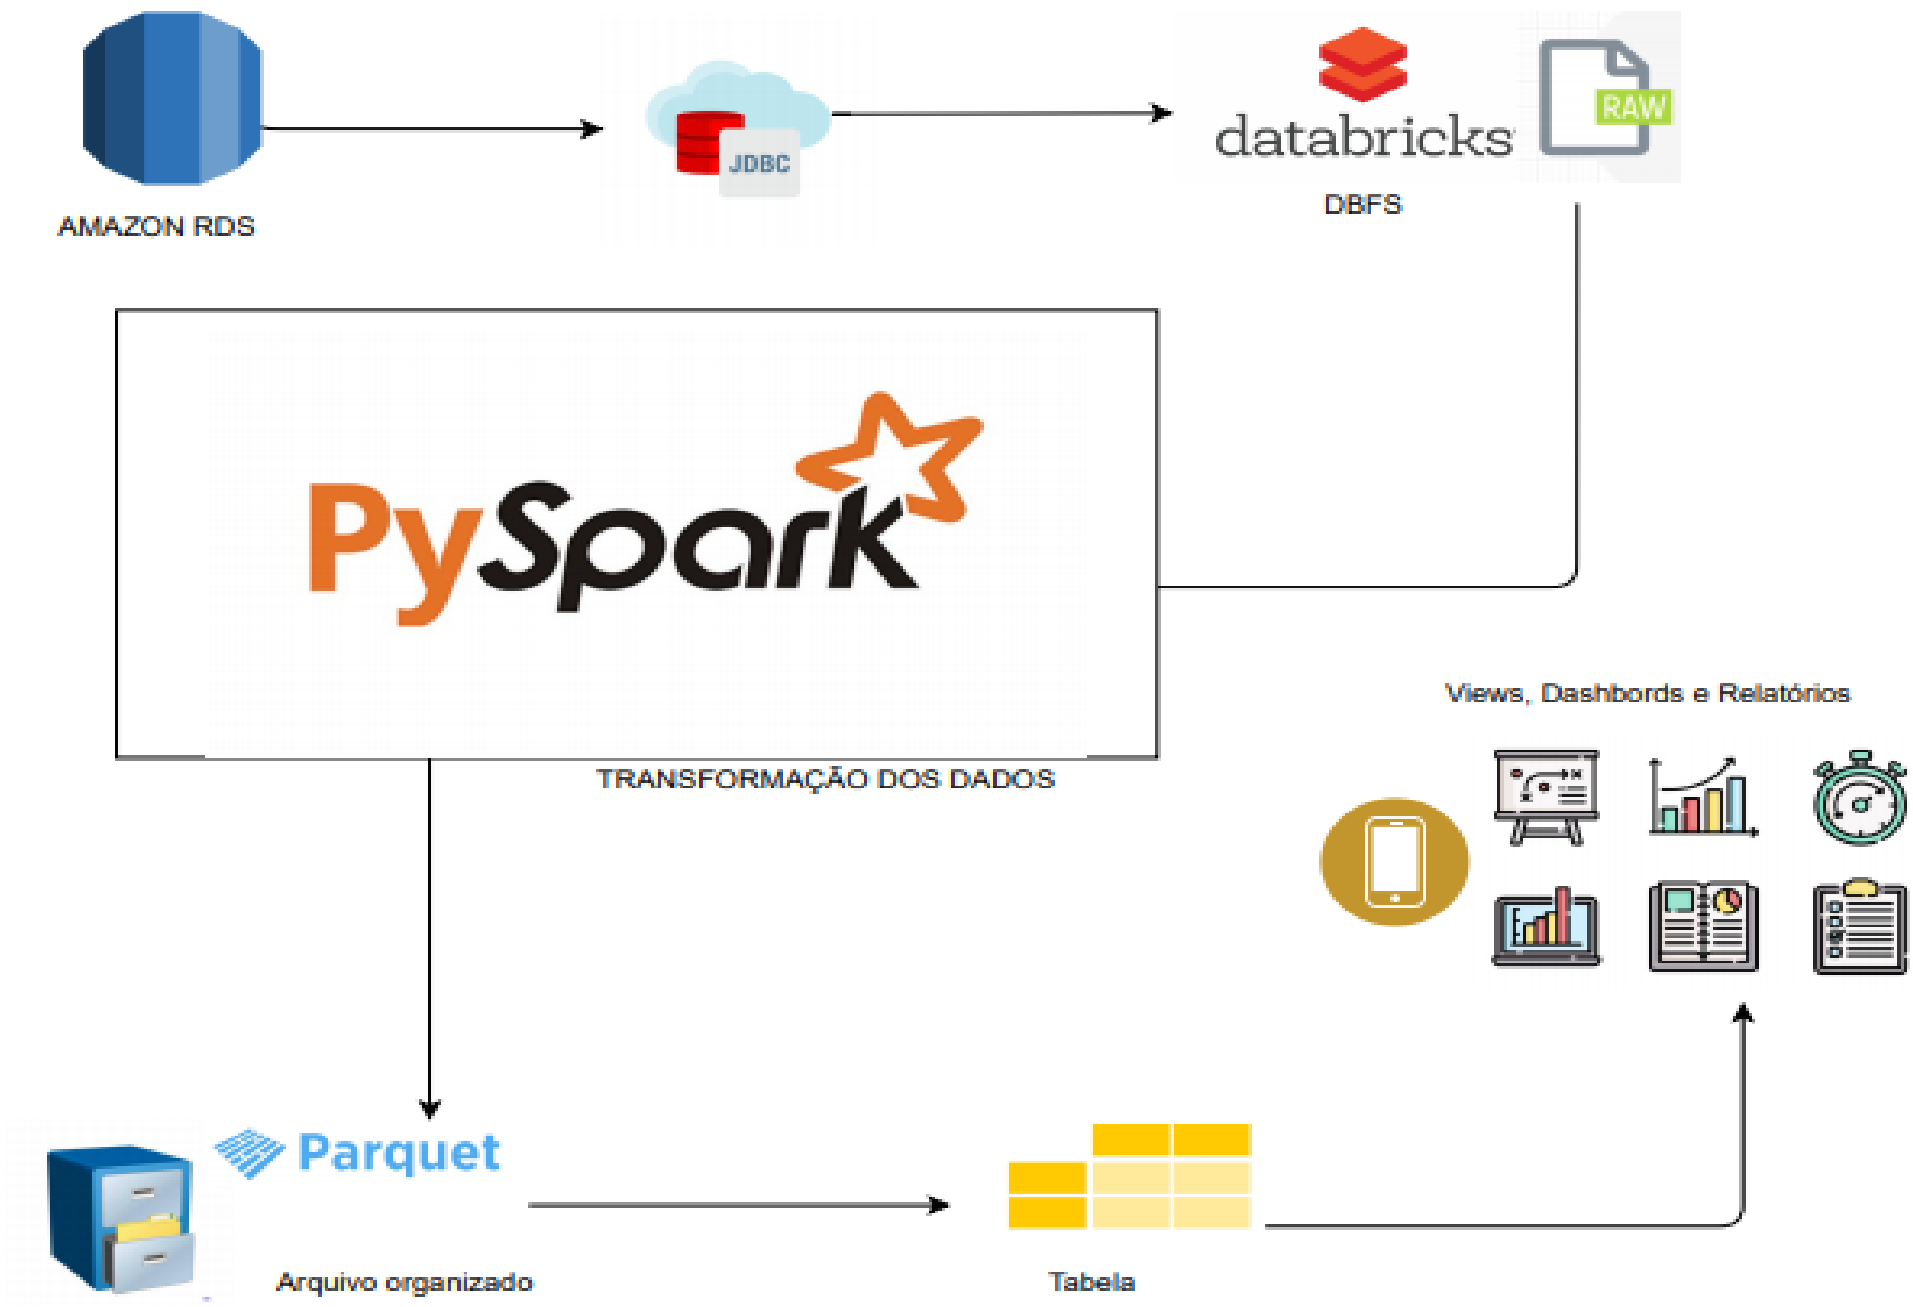 JDBC
databricks
RAW
AMAZON RDS
DBFS
PySpark
TRANSFORMAÇÃO DOS DADOS
Views, Dashbords e Relatórios
Parquet
Arquivo organizado
Tabela